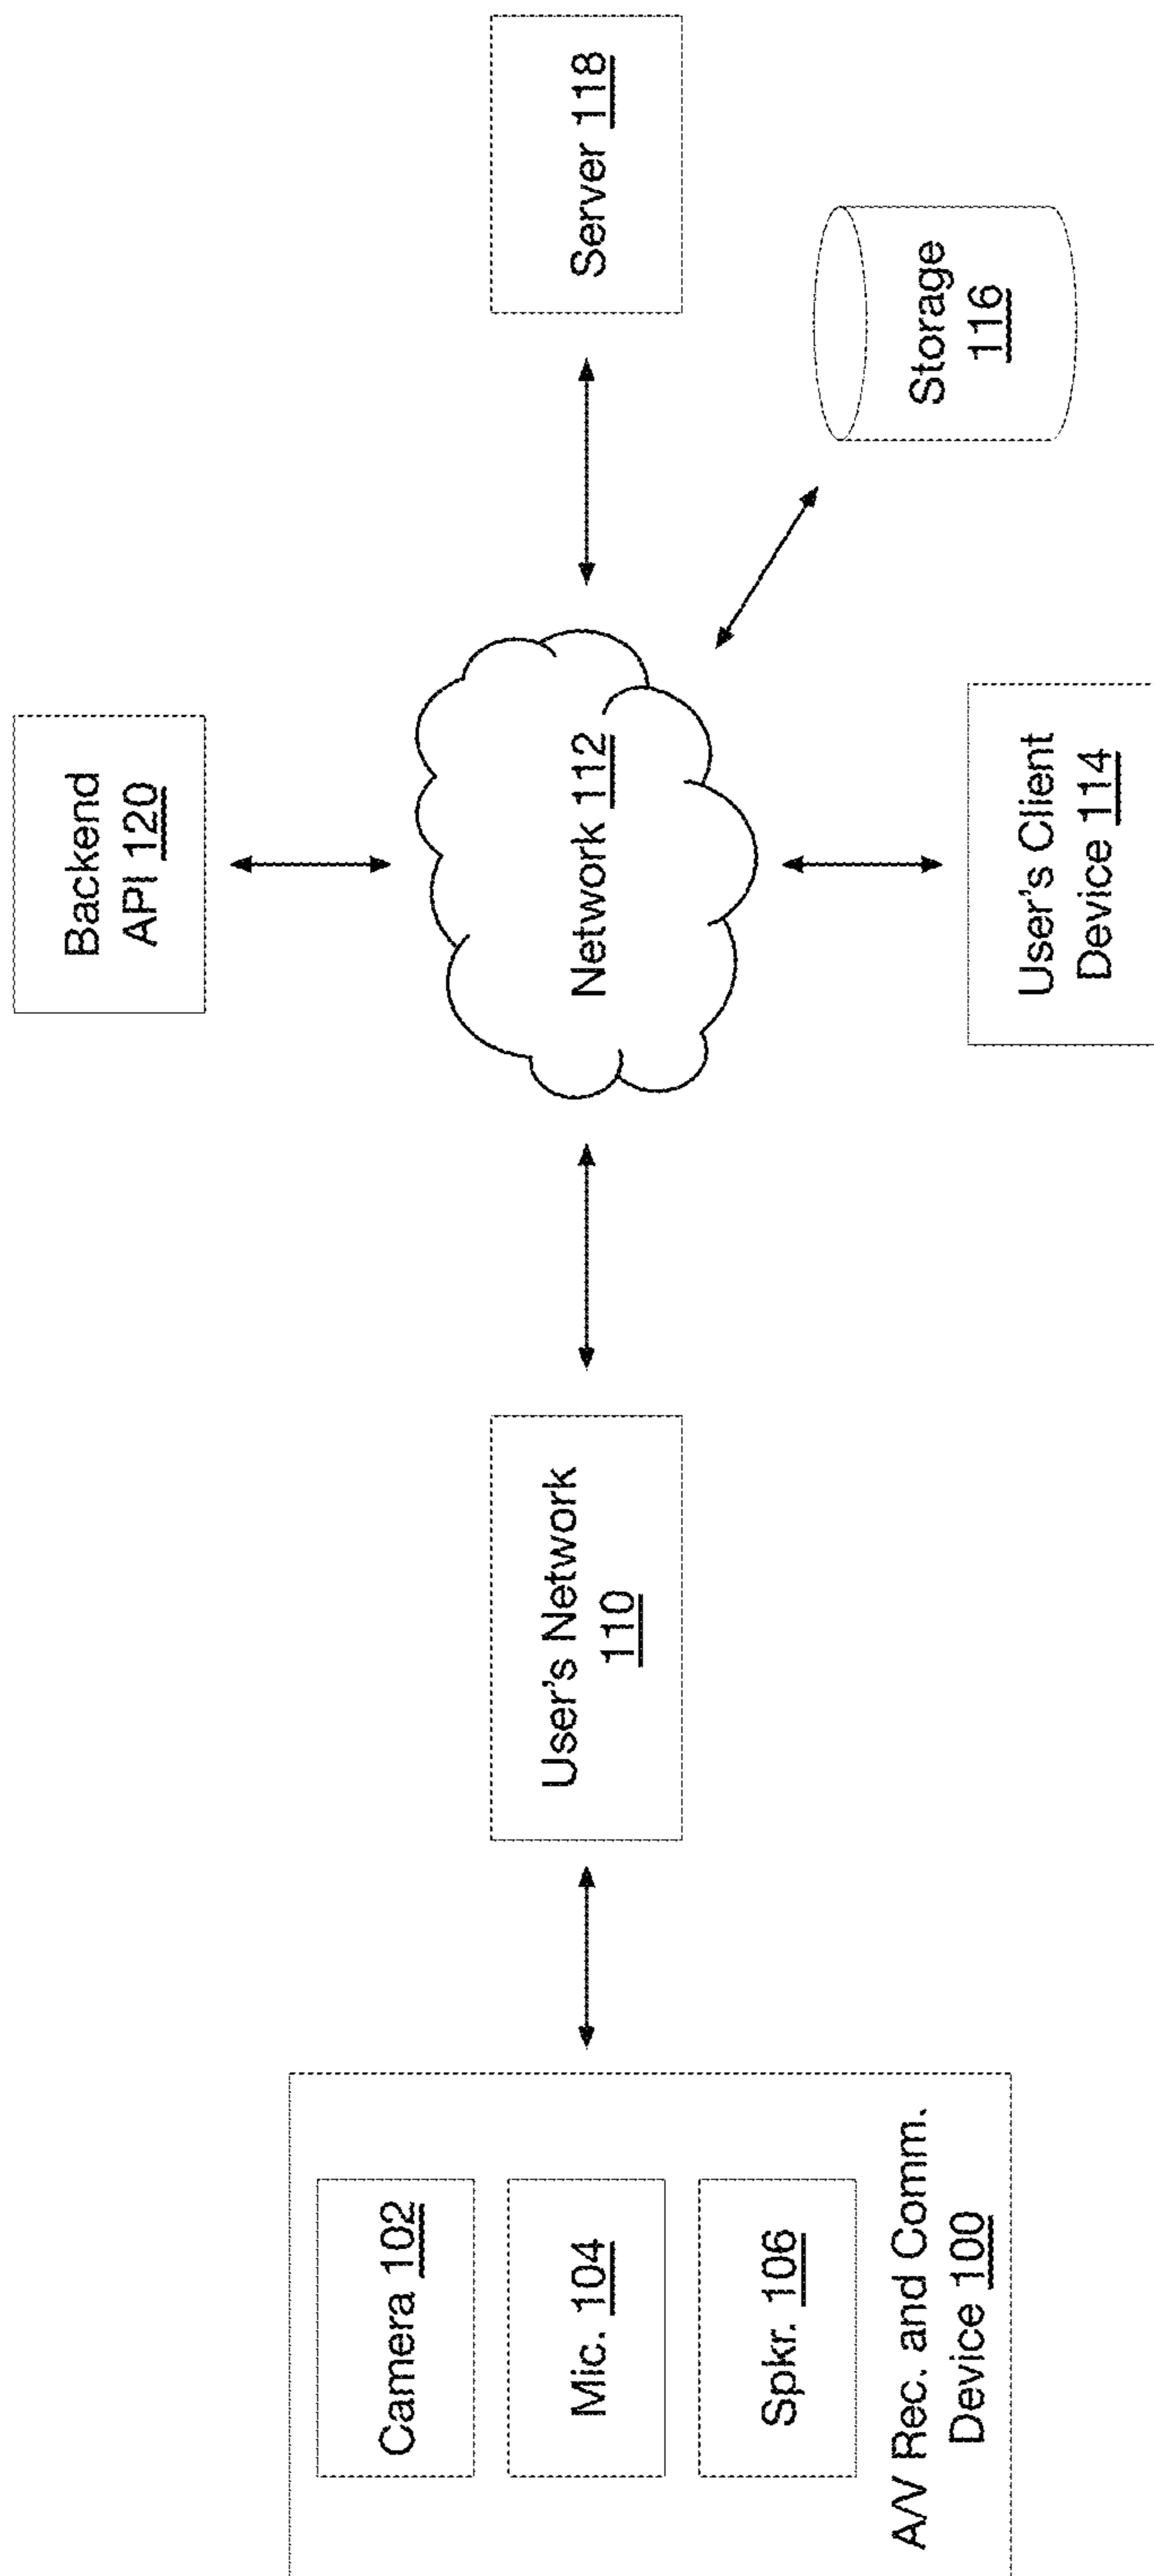 Camera 102
Mic. 104
Spkr. 106
A/V Rec. and Comm.
Device 100
User's Network
110
Backend
API 120
Network 112
User's Client
Device 114
Server 118
Storage
116